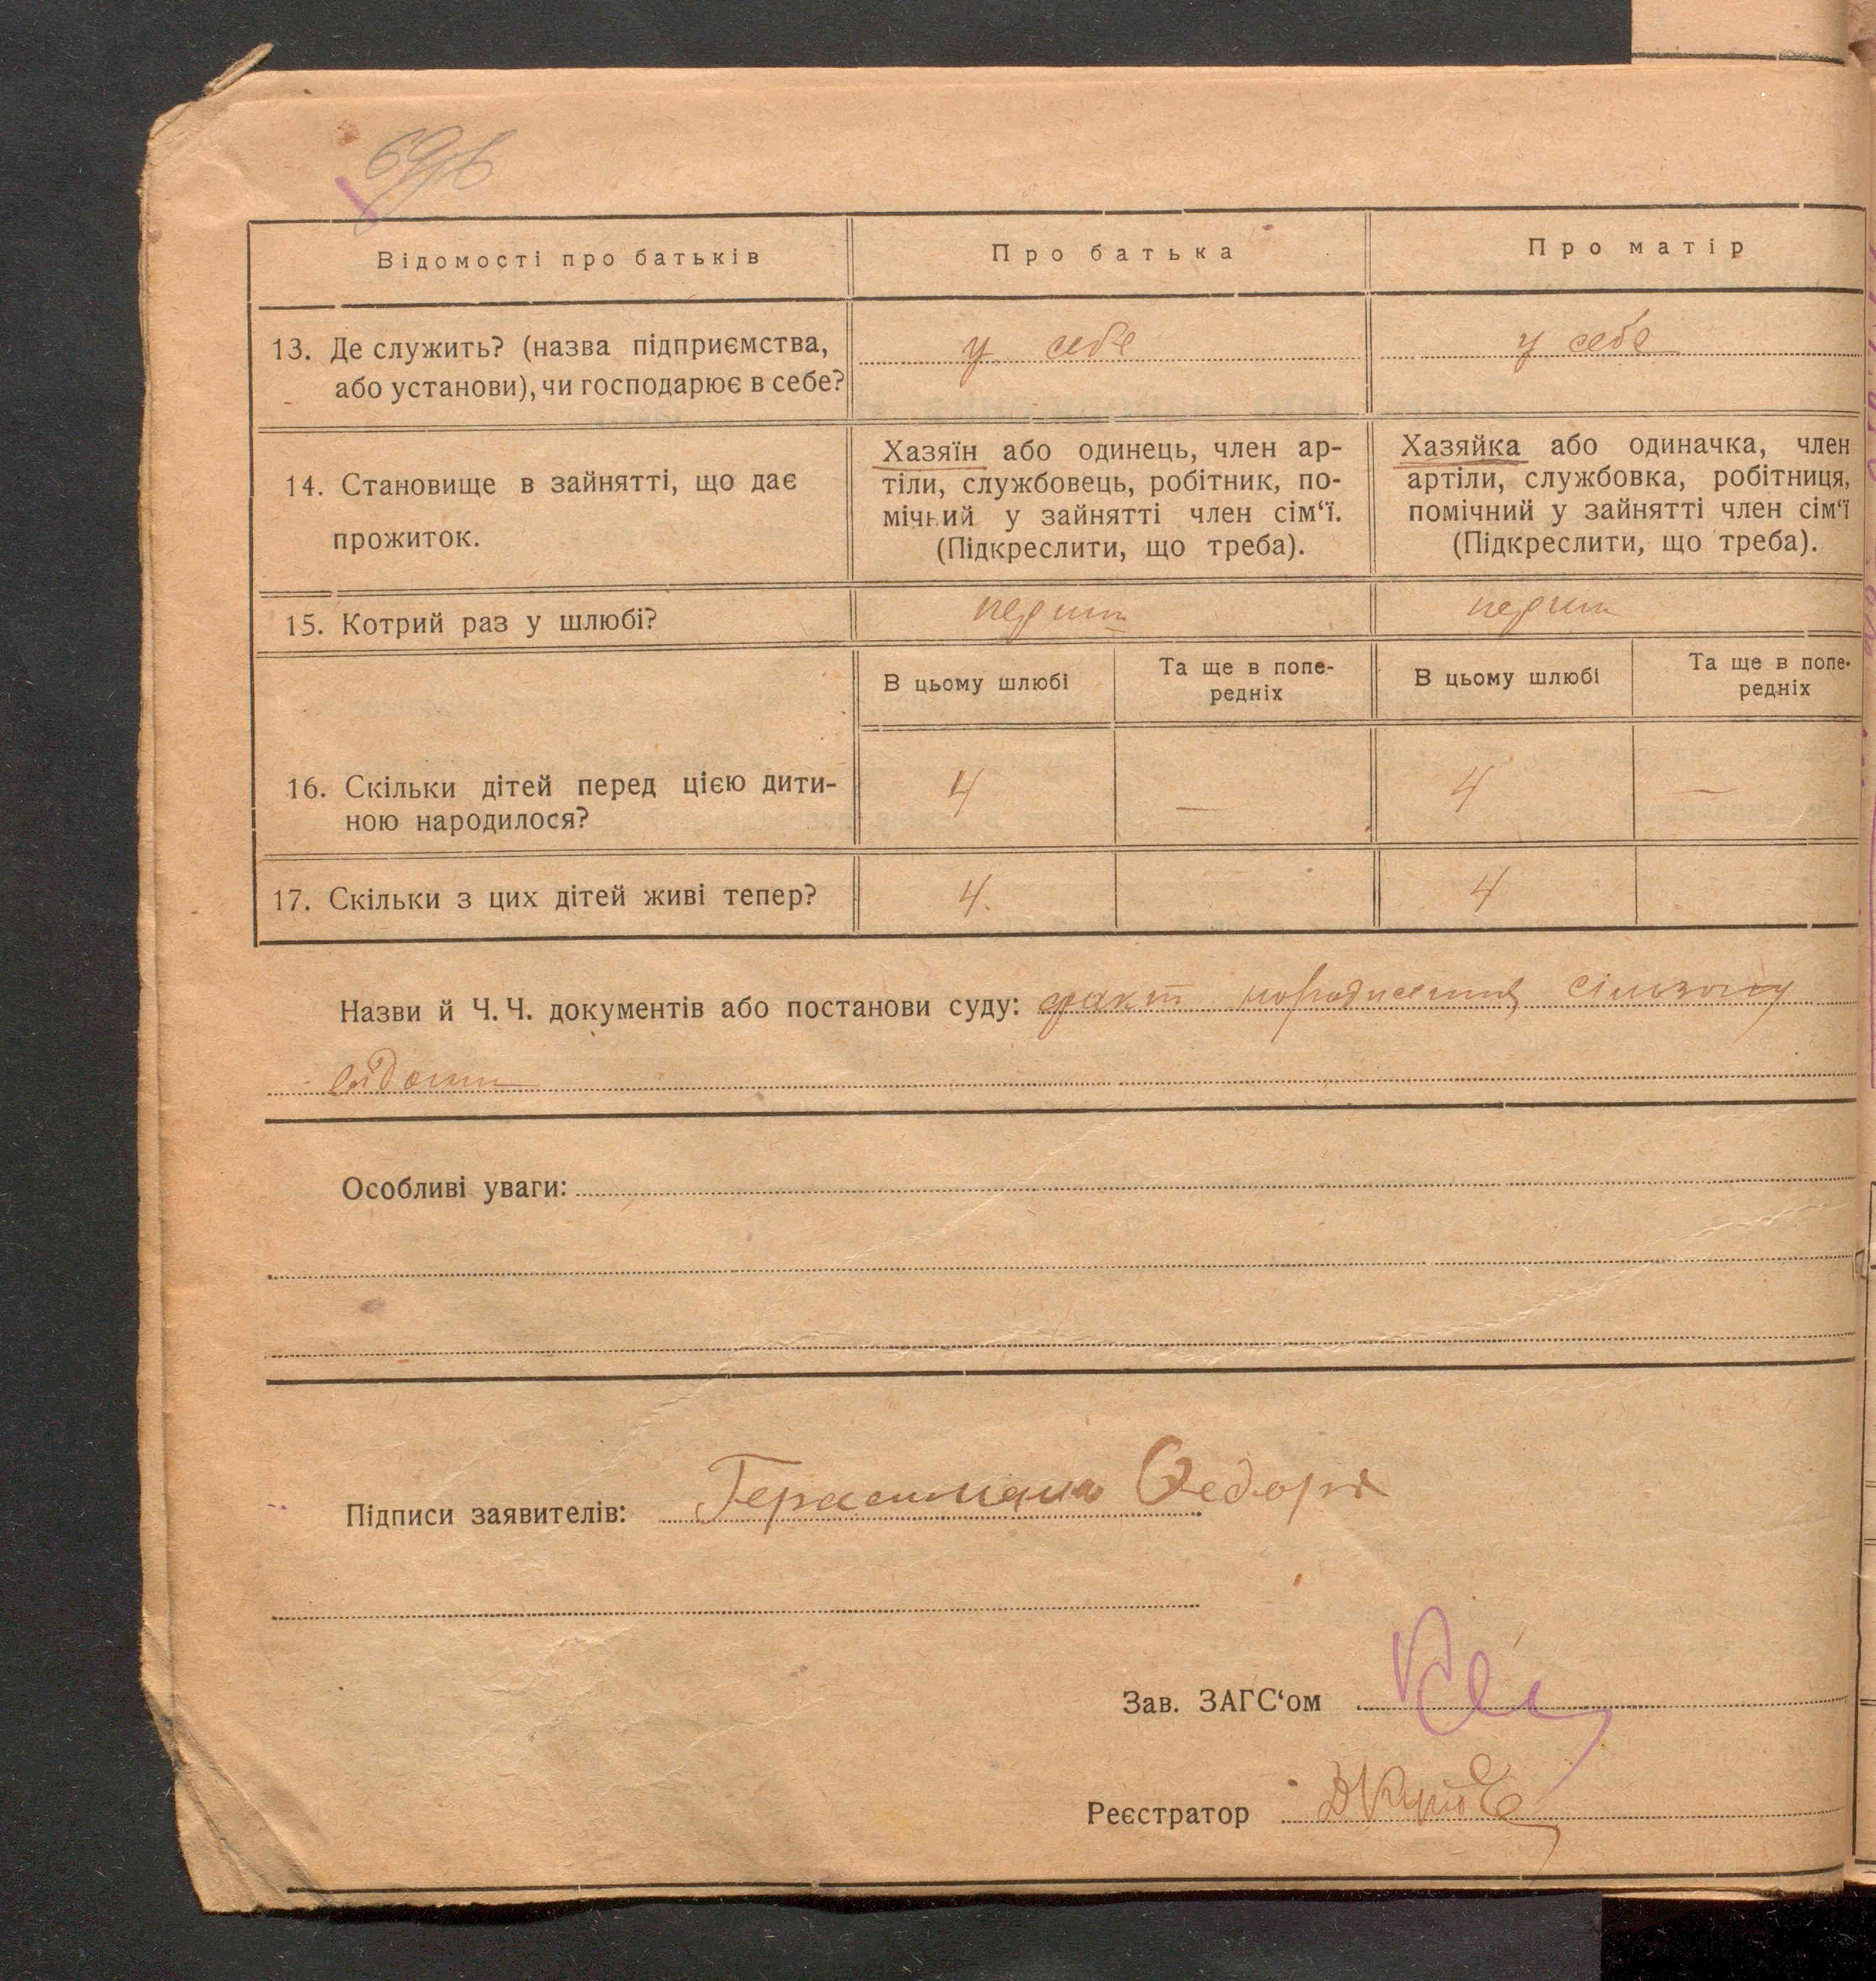 Відомості про батьків
Про батька
Про матір
13. Де служить? (назва підприємства,
або установи), чи господарює в себе?
у себе
у себе
14. Становище в зайнятті, що дає
прожиток.
Хазяїн або одинець, член ар-
тіли, службовець, робітник, по-
мічний у зайнятті член сім‘ї.
(Підкреслити, що треба).
Хазяйка або одиначка, член
артіли, службовка, робітниця,
помічний у зайнятті член сім‘ї
(Підкреслити, що треба).
15. Котрий раз у шлюбі?
В цьому шлюбі
Та ще в попе-
редніх
В цьому шлюбі
Та ще в попе-
редніх
16. Скільки дітей перед цією дити-
ною народилося?
4
—
4
—
17. Скільки з цих дітей живі тепер?
4.
4
Назви й Ч. Ч. документів або постанови суду: факт
Особливі уваги:
Підписи заявителів: Федора
Зав. ЗАГС‘ом
Реєстратор